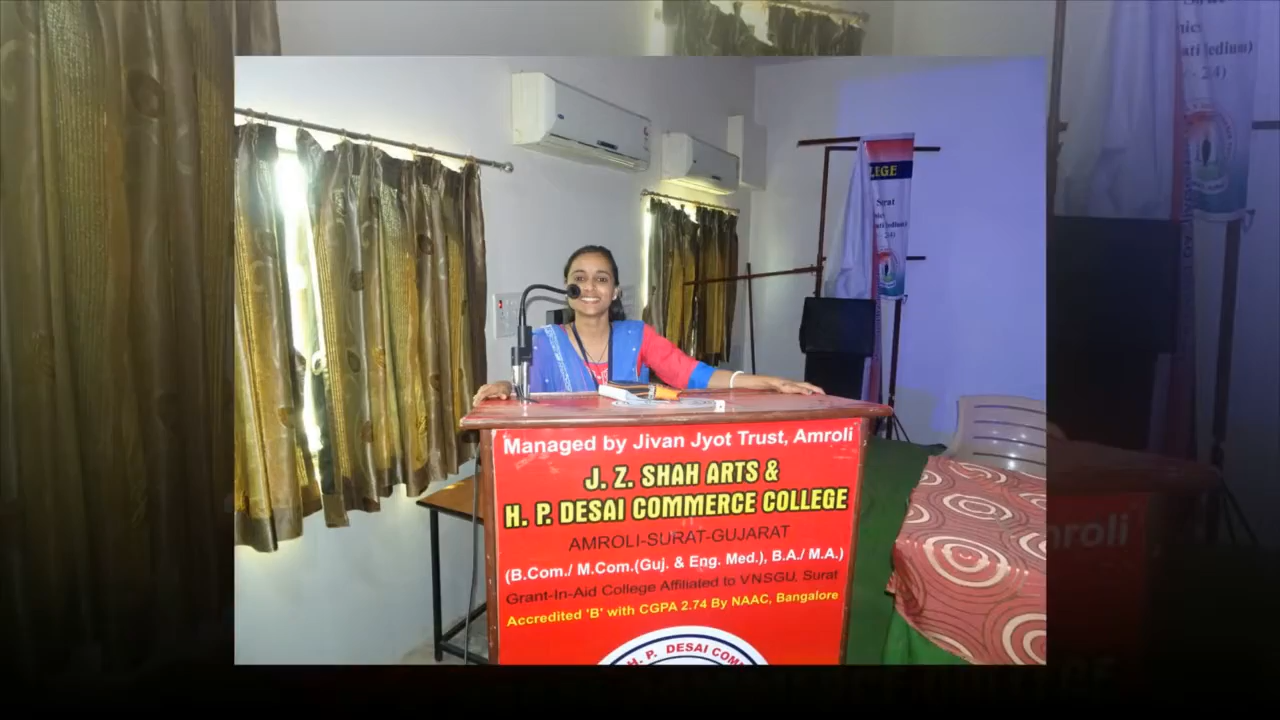 Managed by Jivan Jyot Trust, Amroli
J. Z. SHAH ARTS &
H. P. DESAI COMMERCE COLLEGE
AMROLI-SURAT-GUJARAT
(B.Com./ M.Com.(Guj. & Eng. Med.), B.A./ M.A.)
Grant-In-Aid College Affiliated to VNSGU, Surat
Accredited 'B' with CGPA 2.74 By NAAC, Bangalore
H. P. DESAI COM
LEGE
Surat